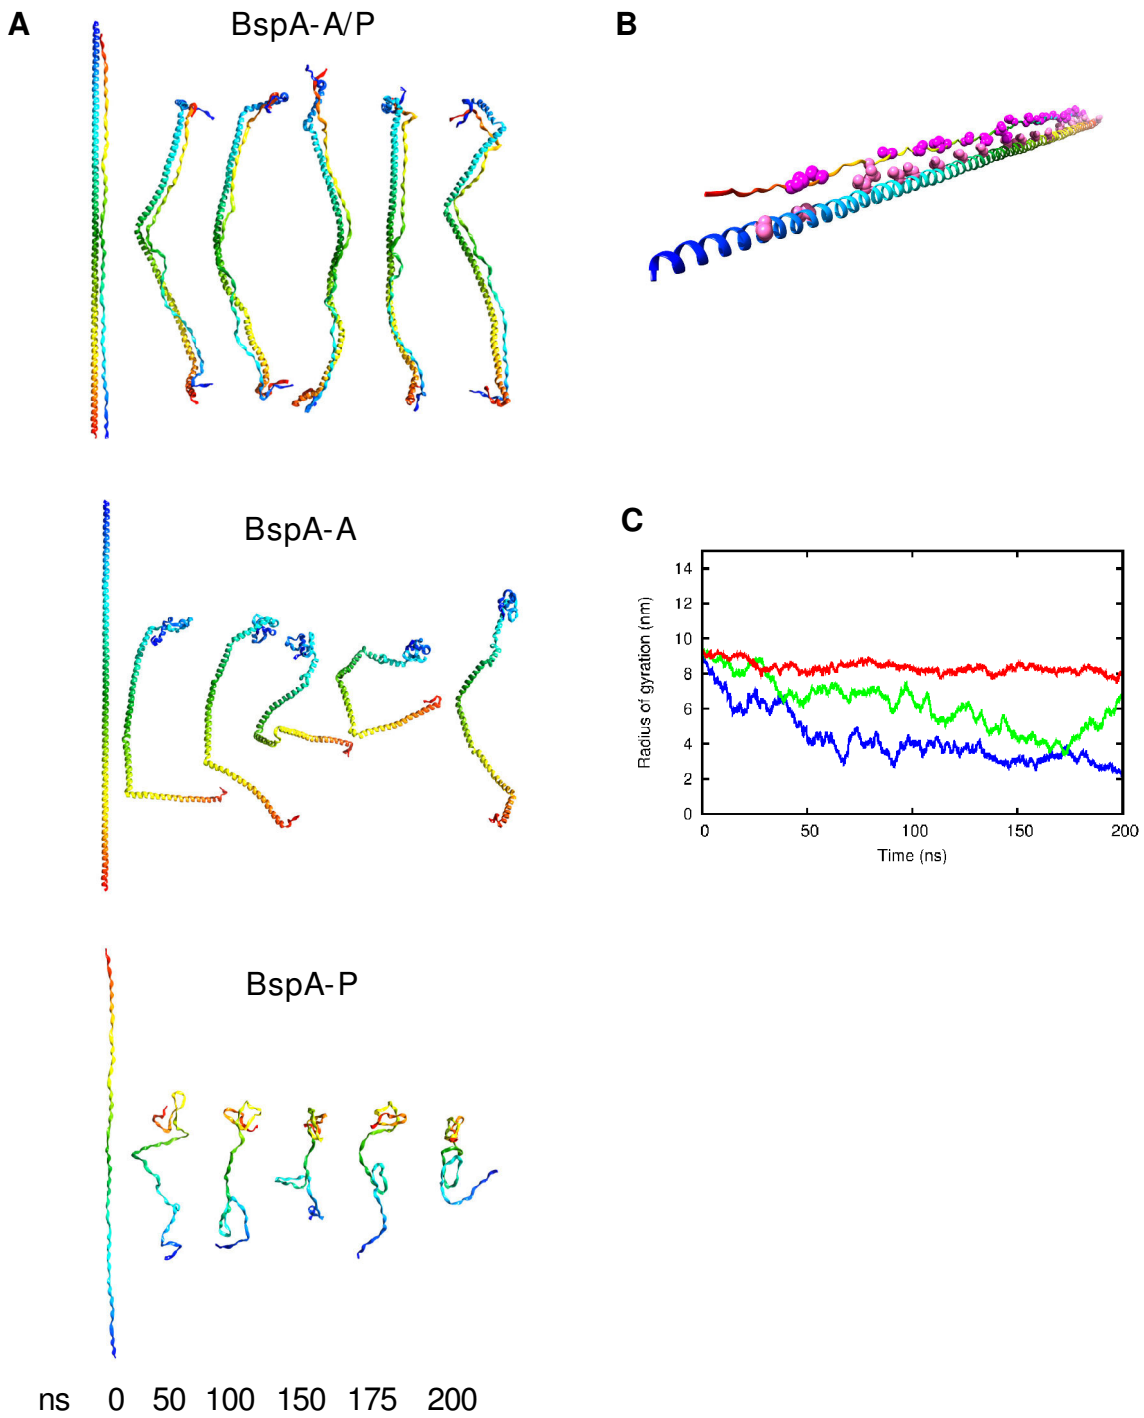 A
BspA-A/P
B
BspA-A
C
Radius of gyration (nm)
14
12
10
8
6
4
2
0
0 50 100 150 200
Time (ns)
BspA-P
ns 0 50 100 150 175 200